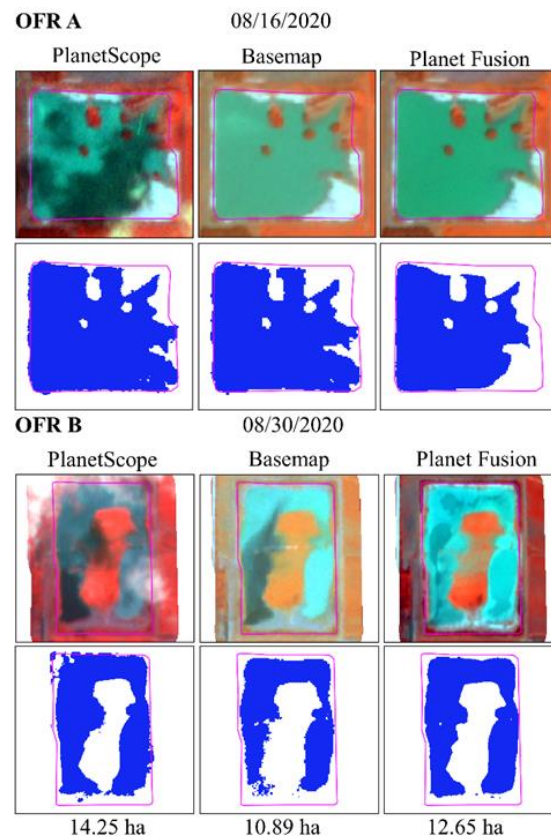 OFR A 08/16/2020
PlanetScope Basemap Planet Fusion
OFR B 08/30/2020
PlanetScope Basemap Planet Fusion
14.25 ha 10.89 ha 12.65 ha